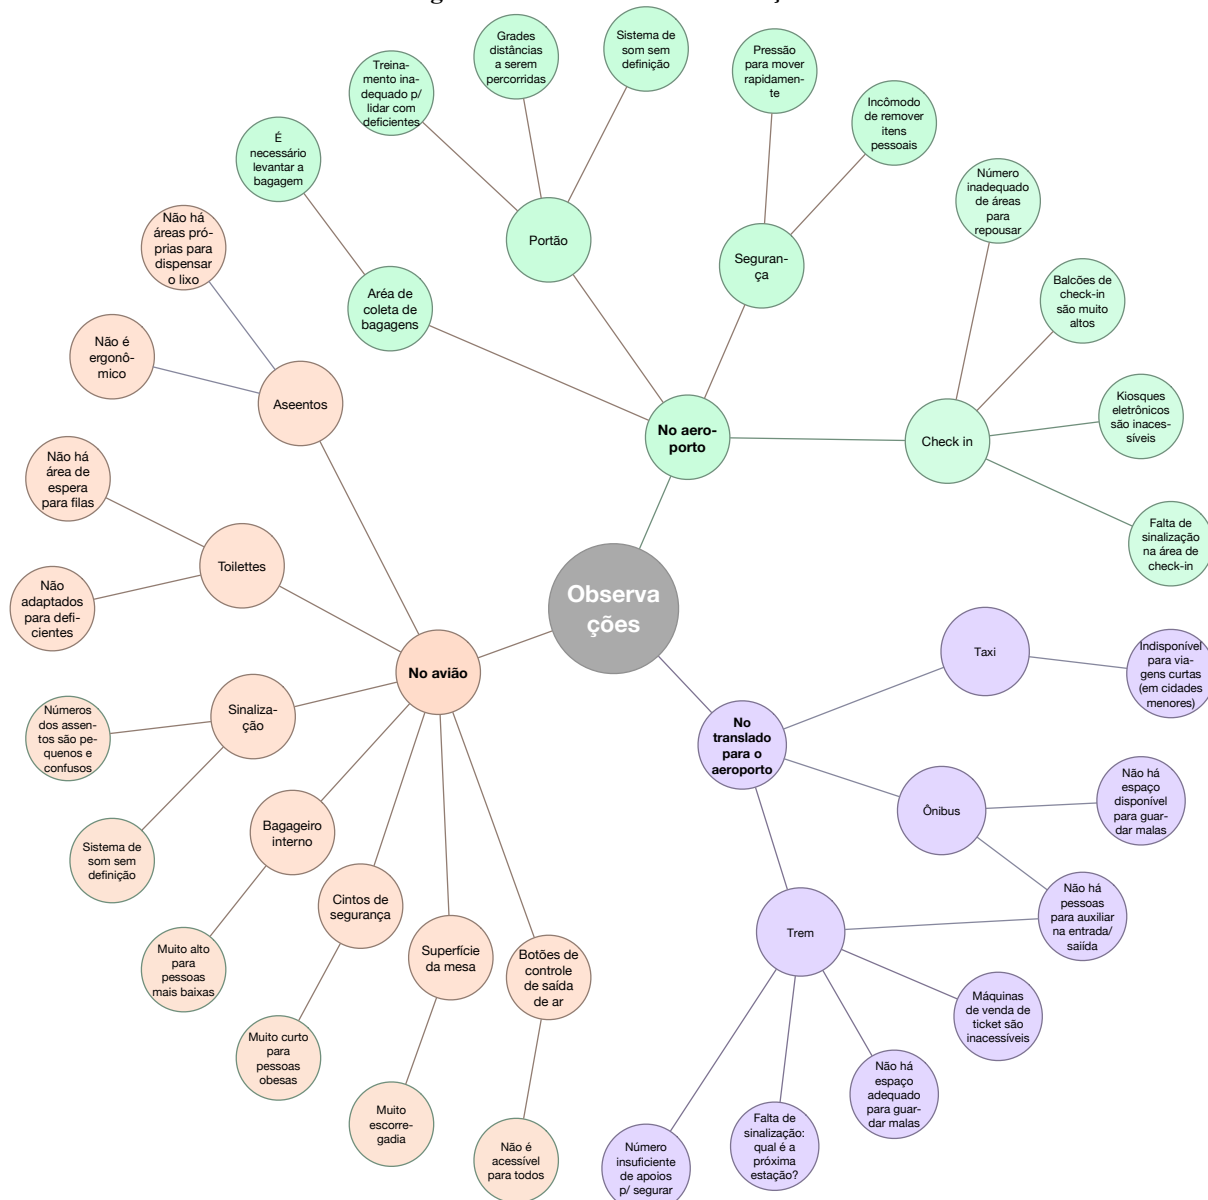 Grades
distâncias
a serem
percorridas
Sistema de
som sem
definição
Treina-
mento ina-
dequado p/
lidar com
deficientes
Pressão
para mover
rapidamen-
te
Incômodo
de remover
itens
pessoais
É
necessário
levantar a
bagagem
Número
inadequado
de áreas
para
repousar
Não há
áreas pró-
prias para
dispensar
o lixo
Portão
Seguran-
ça
Aréa de
coleta de
bagagens
Balcões de
check-in
são muito
altos
Não é
ergonô-
mico
Aseentos
No aero-
porto
Check in
Kiosques
eletrônicos
são inaces-
síveis
Não há
área de
espera
para filas
Falta de
sinalização
na área de
check-in
Toilettes
Não
adaptados
para defi-
cientes
Observa
ções
No avião
Taxi
Indisponível
para via-
gens curtas
(em cidades
menores)
Sinaliza-
ção
Números
dos assen-
tos são pe-
quenos e
confusos
No
translado
para o
aeroporto
Ônibus
Não há
espaço
disponível
para guar-
dar malas
Bagageiro
interno
Sistema de
som sem
definição
Cintos de
segurança
Trem
Não há
pessoas
para auxiliar
na entrada/
saíida
Superfície
da mesa
Botões de
controle
de saída
de ar
Muito alto
para
pessoas
mais baixas
Máquinas
de venda de
ticket são
inacessíveis
Muito curto
para
pessoas
obesas
Não há
espaço
adequado
para guar-
dar malas
Muito
escorre-
gadia
Não é
acessível
para todos
Número
insuficiente
de apoios
p/ segurar
Falta de
sinalização:
qual é a
próxima
estação?